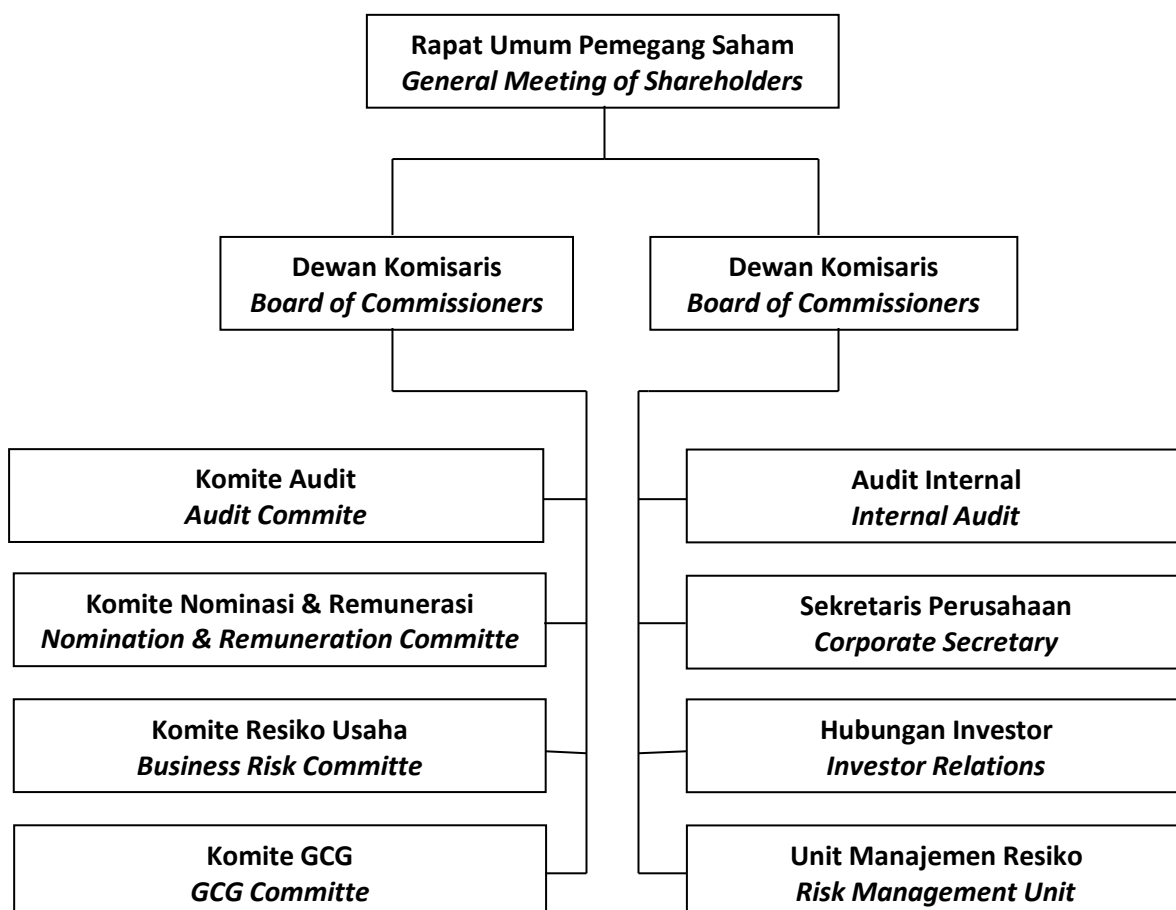 Rapat Umum Pemegang Saham
General Meeting of Shareholders
Dewan Komisaris
Board of Commissioners
Dewan Komisaris
Board of Commissioners
Komite Audit
Audit Commite
Audit Internal
Internal Audit
Komite Nominasi & Remunerasi
Nomination & Remuneration Committe
Sekretaris Perusahaan
Corporate Secretary
Komite Resiko Usaha
Business Risk Committe
Hubungan Investor
Investor Relations
Komite GCG
GCG Committe
Unit Manajemen Resiko
Risk Management Unit